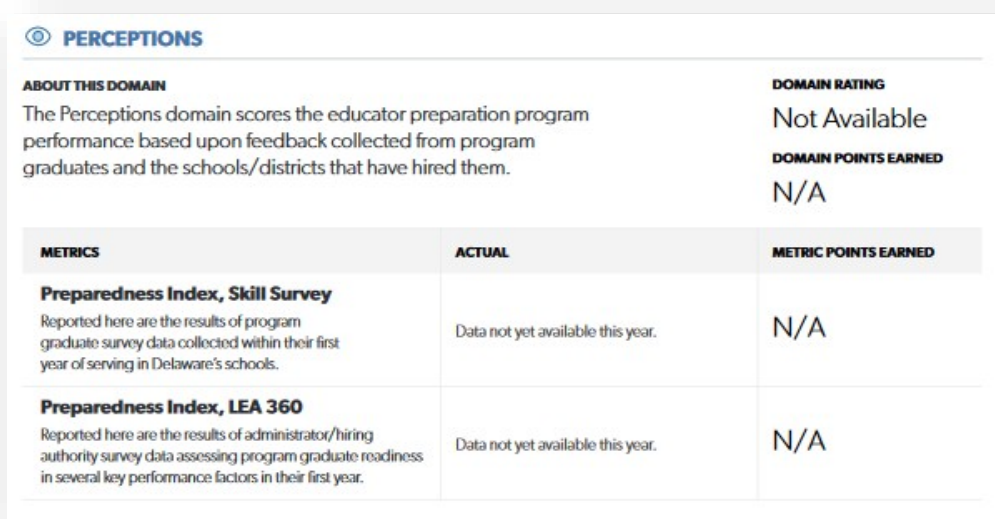 PERCEPTIONS
ABOUT THIS DOMAIN
The Perceptions domain scores the educator preparation program
performance based upon feedback collected from program
graduates and the schools/districts that have hired them.
DOMAIN RATING
Not Available
DOMAIN POINTS EARNED
N/A
METRICS
ACTUAL
METRIC POINTS EARNED
Preparedness Index, Skill Survey
Reported here are the results of program
graduate survey data collected within their first
year of serving in Delaware's schools.
Data not yet available this year.
N/A
Preparedness Index, LEA 360
Reported here are the results of administrator/hiring
authority survey data assessing program graduate readiness
in several key performance factors in their first year.
Data not yet available this year.
N/A